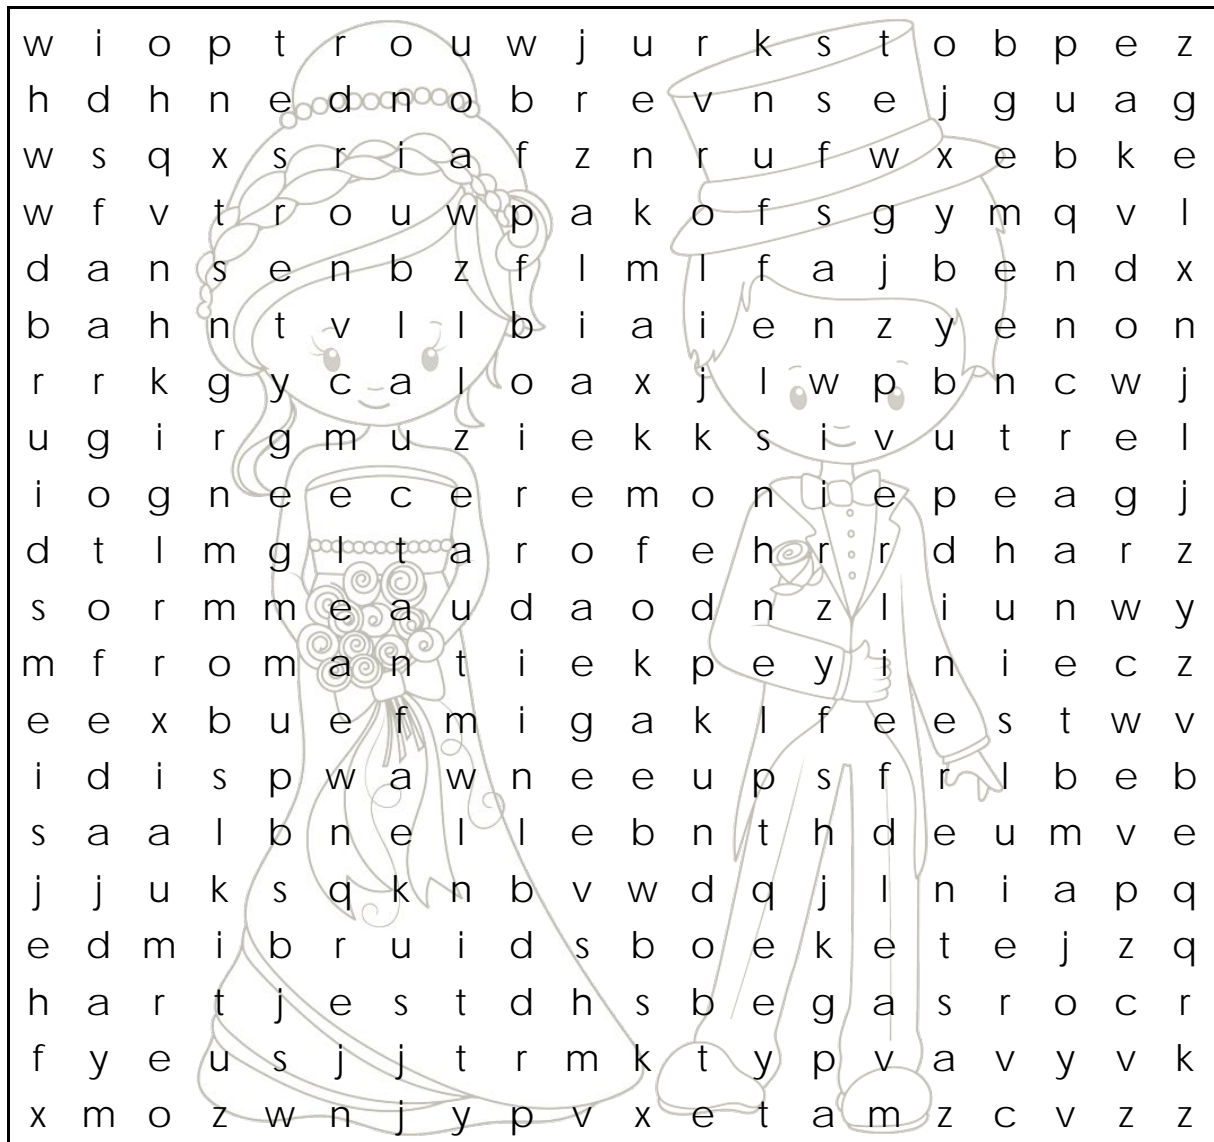 w i o p t r o u w j u r k s t o b p e z
h d h n e d n o b r e v n s e j g u a g
w s q x s r i a f z n r u f w x e b k e
w f v t r o u w p a k o f s g y m q v l
d a n s e n b z f l m l f a j b e n d x
b a h n t v l l b i a i e n z y e n o n
r r k g y c a l o a x j l w p b n c w j
u g i r g m u z i e k k s i v u t r e l
i o g n e e c e r e m o n i e p e a g j
d t l m g l t a r o f e h r r d h a r z
s o r m m e a u d a o d n z l i u n w y
m f r o m a n t i e k p e y i n i e c z
e e x b u e f m i g a k l f e e s t w v
i d i s p w a w n e e u p s f r l b e b
s a a l b n e l l e b n t h d e u m v e
j j u k s q k n b v w d q j l n i a p q
e d m i b r u i d s b o e k e t e j z q
h a r t j e s t d h s b e g a s r o c r
f y e u s j j t r m k t y p v a v y v k
x m o z w n j y p v x e t a m z c v z z